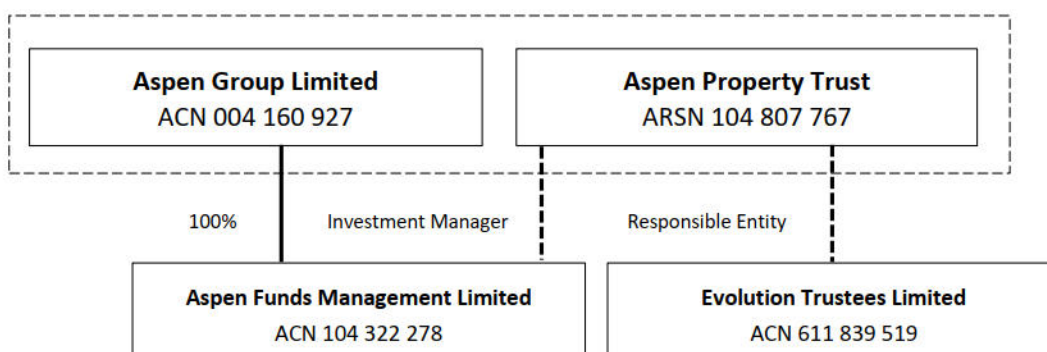 Aspen Group Limited
ACN 004 160 927
Aspen Property Trust
ARSN 104 807 767
100%
Investment Manager
Responsible Entity
Aspen Funds Management Limited
ACN 104 322 278
Evolution Trustees Limited
ACN 611 839 519